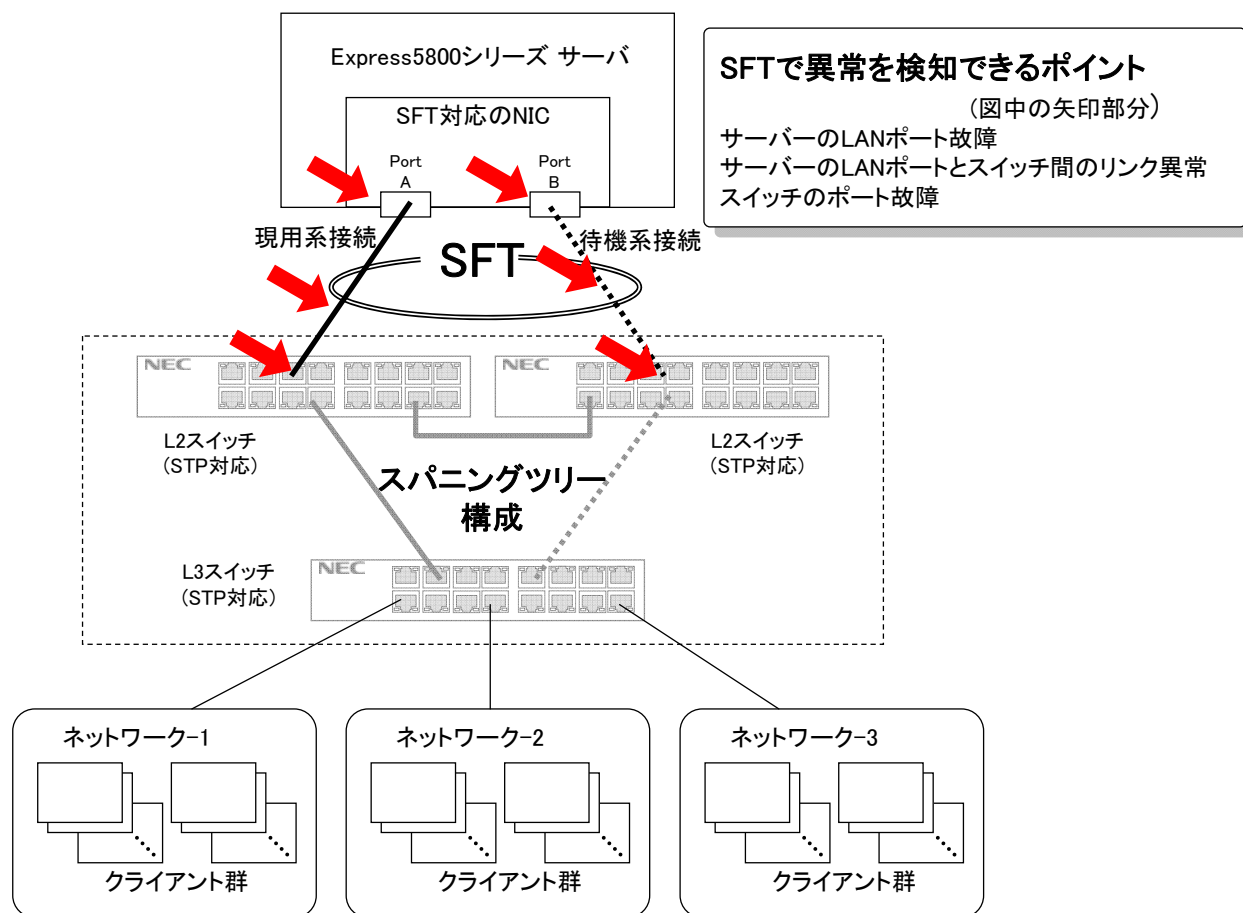 Express5800シリーズ サーバ
SFT対応のNIC
Port
A
Port
B
SFTで異常を検知できるポイント
(図中の矢印部分)
サーバーのLANポート故障
サーバーのLANポートとスイッチ間のリンク異常
スイッチのポート故障
現用系接続
待機系接続
SFT
NEC
NEC
L2スイッチ
(STP対応)
L2スイッチ
(STP対応)
スパニングツリー
構成
L3スイッチ
(STP対応)
NEC
ネットワーク-1
ネットワーク-2
ネットワーク-3
クライアント群
クライアント群
クライアント群